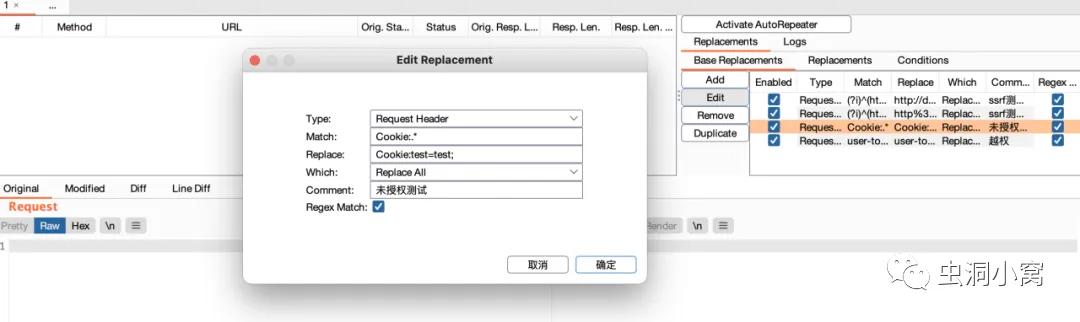 1 × ...
# Method URL Orig. Sta... Status Orig. Resp. L... Resp. Len. Resp. Len. ...
Activate AutoRepeater
Replacements Logs
Base Replacements Replacements Conditions
Add
Edit
Remove
Duplicate
Enabled Type Match Replace Which Comm... Regex ...
Reques... (?i)^(ht... http://d... Replac... ssrf测...
Reques... (?i)^(ht... http%3... Replac... ssrf测...
Reques... Cookie:.* Cookie:... Replac... 未授权...
Reques... user-to... user-to... Replac... 越权
Edit Replacement
Type: Request Header
Match: Cookie:.*
Replace: Cookie:test=test;
Which: Replace All
Comment: 未授权测试
Regex Match:
取消 确定
Original Modified Diff Line Diff
Request
Pretty Raw Hex \n
Render \n
1
虫洞小窝